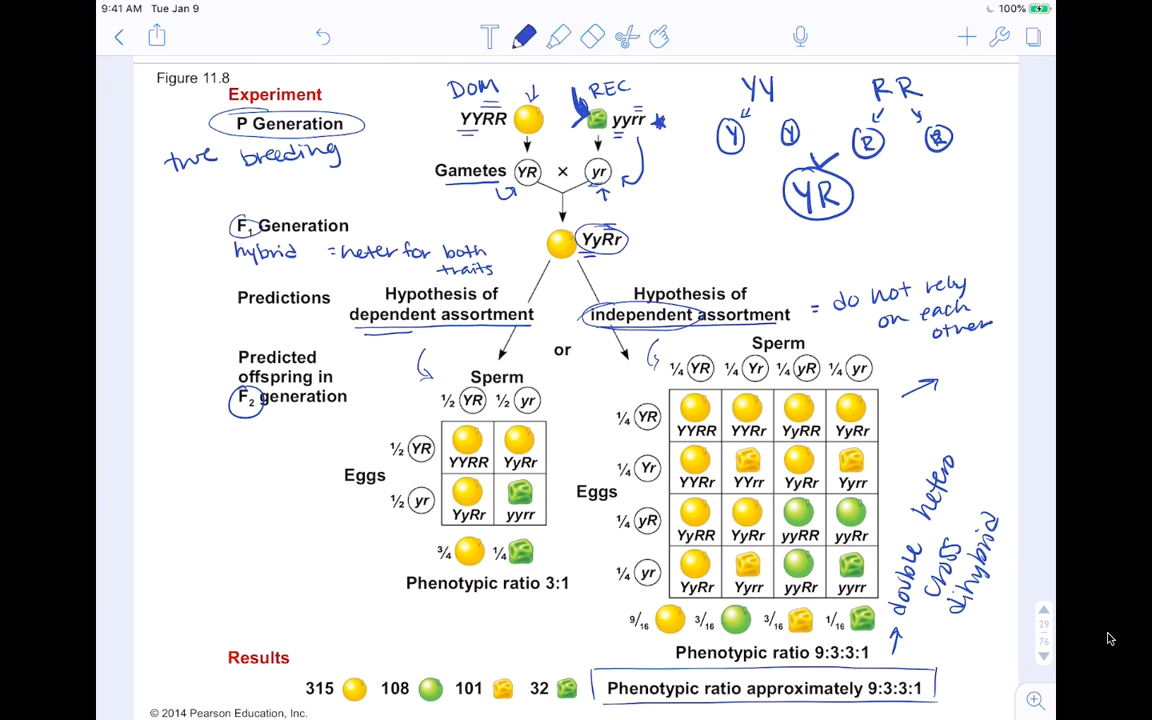 9:41 AM Tue Jan 9
100%
Figure 11.8
Experiment
P Generation
true breeding
DOM
REC
YYRR
yyrr
Gametes YR × yr
YY RR
Y Y R R
YR
F1 Generation
hybrid = heter for both
traits
YyRr
Predictions
Hypothesis of
dependent assortment
or
Hypothesis of
independent assortment
= do not rely
on each
other
Predicted
offspring in
F2 generation
Sperm
½ YR ½ yr
Eggs
½ YR
YYRR YyRr
½ yr
YyRr yyrr
¾ ¼
Phenotypic ratio 3:1
Sperm
¼ YR ¼ Yr ¼ yR ¼ yr
Eggs
¼ YR
YYRR YYRr YyRR YyRr
¼ Yr
YYRr YYrr YyRr Yyrr
¼ yR
YyRR YyRr yyRR yyRr
¼ yr
YyRr Yyrr yyRr yyrr
9/16 3/16 3/16 1/16
Phenotypic ratio 9:3:3:1
→ double hetero
cross
dihybrid
Results
315 108 101 32
Phenotypic ratio approximately 9:3:3:1
© 2014 Pearson Education, Inc.
29
76